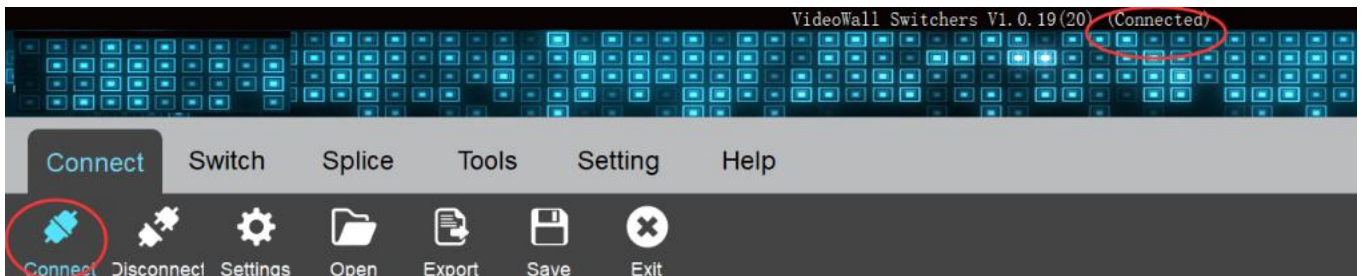 VideoWall Switchers V1.0.19(20) (Connected)
Connect Switch Splice Tools Setting Help
Connect Disconnect Settings Open Export Save Exit